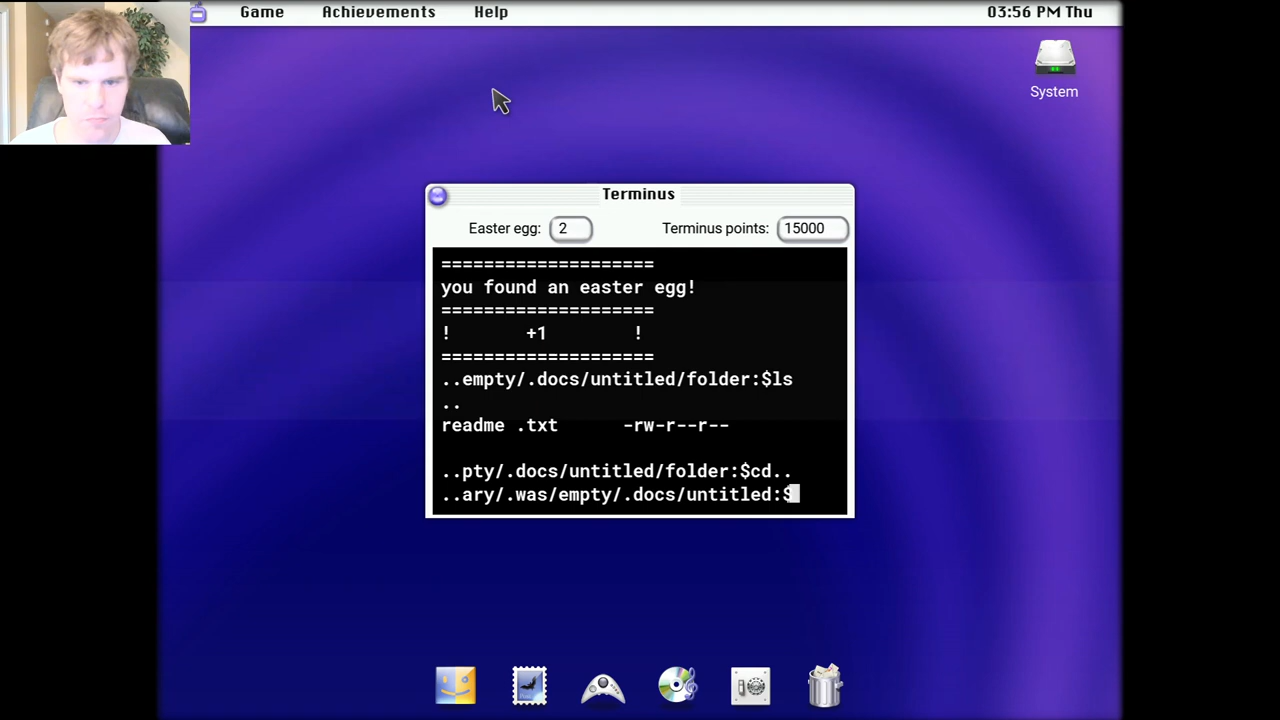 Game Achievements Help 03:56 PM Thu
System
Terminus
Easter egg: 2 Terminus points: 15000
====================
you found an easter egg!
====================
! +1 !
====================
..empty/.docs/untitled/folder:$ls
..
readme .txt -rw-r--r--
..pty/.docs/untitled/folder:$cd..
..ary/.was/empty/.docs/untitled:$